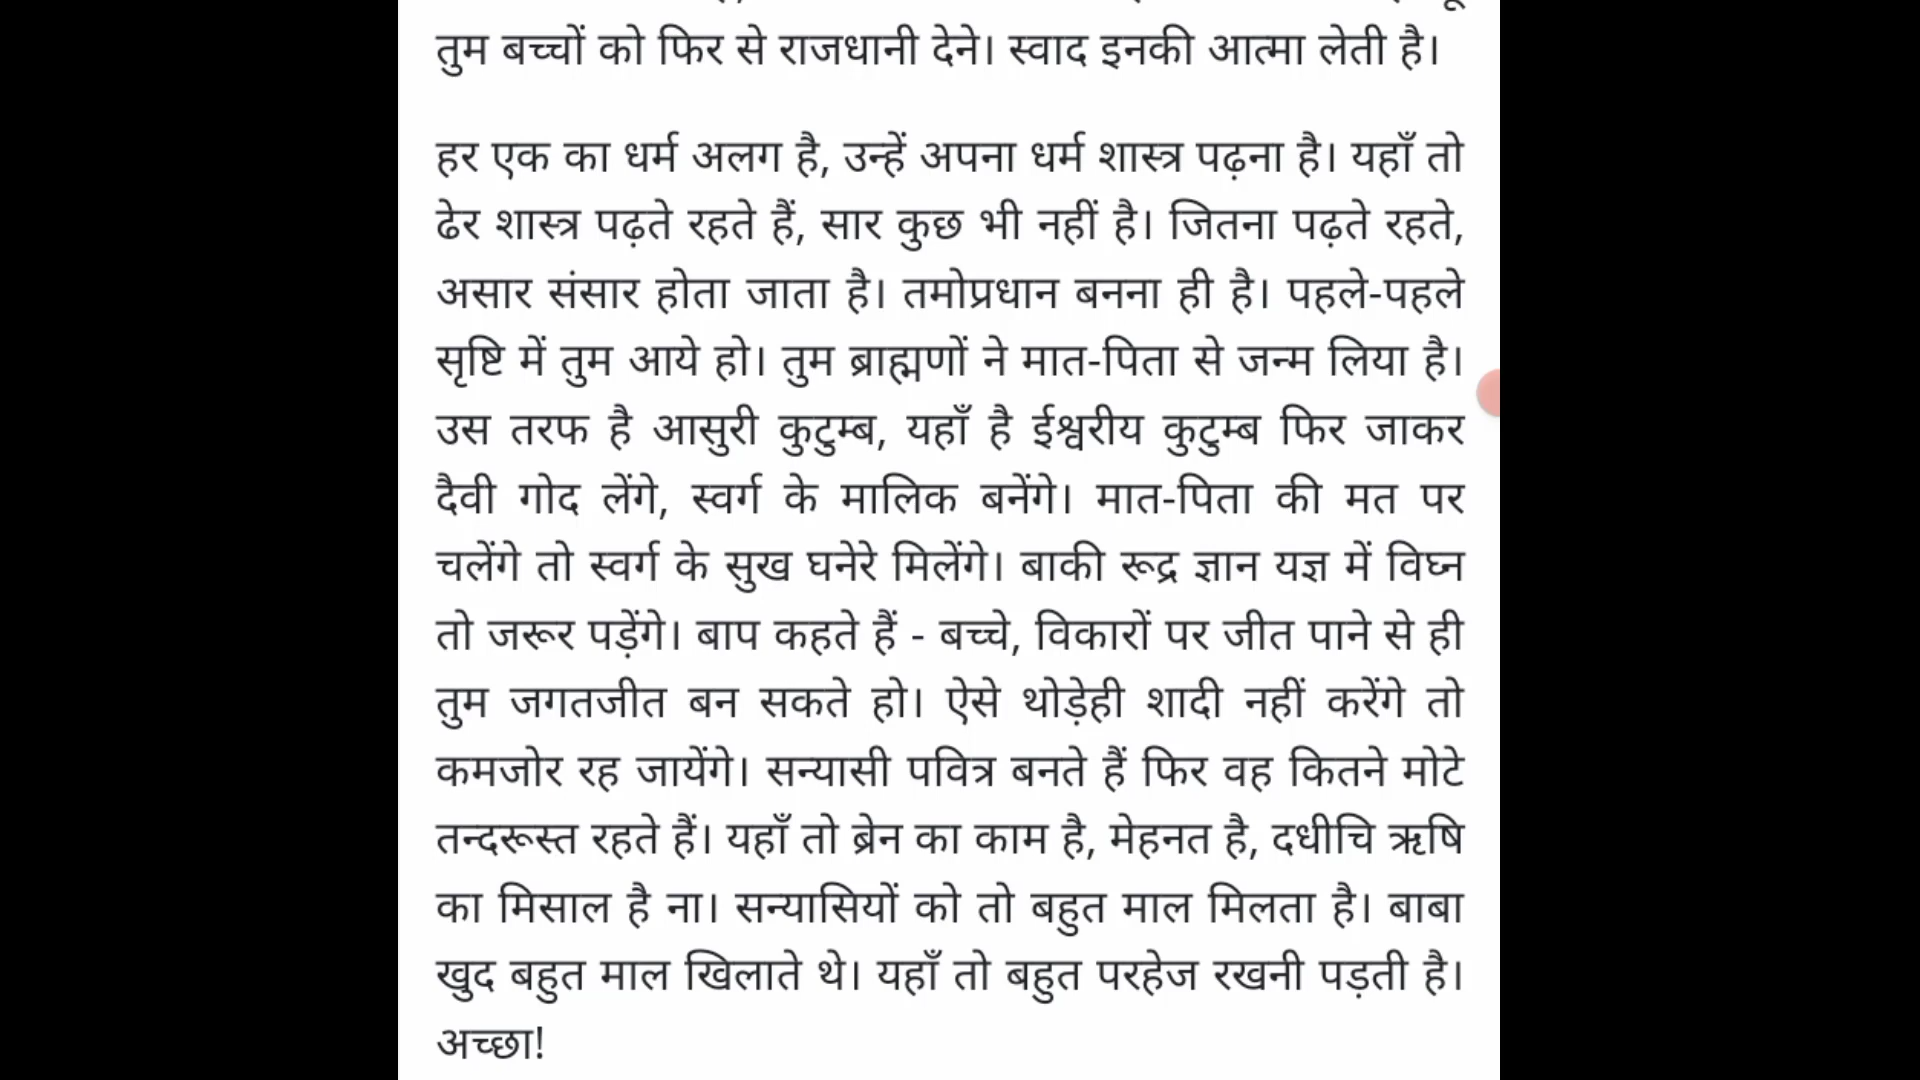 तुम बच्चों को फिर से राजधानी देने। स्वाद इनकी आत्मा लेती है।
हर एक का धर्म अलग है, उन्हें अपना धर्म शास्त्र पढ़ना है। यहाँ तो
ढेर शास्त्र पढ़ते रहते हैं, सार कुछ भी नहीं है। जितना पढ़ते रहते,
असार संसार होता जाता है। तमोप्रधान बनना ही है। पहले-पहले
सृष्टि में तुम आये हो। तुम ब्राह्मणों ने मात-पिता से जन्म लिया है।
उस तरफ है आसुरी कुटुम्ब, यहाँ है ईश्वरीय कुटुम्ब फिर जाकर
दैवी गोद लेंगे, स्वर्ग के मालिक बनेंगे। मात-पिता की मत पर
चलेंगे तो स्वर्ग के सुख घनेरे मिलेंगे। बाकी रूद्र ज्ञान यज्ञ में विघ्न
तो जरूर पड़ेंगे। बाप कहते हैं - बच्चे, विकारों पर जीत पाने से ही
तुम जगतजीत बन सकते हो। ऐसे थोड़ेही शादी नहीं करेंगे तो
कमजोर रह जायेंगे। सन्यासी पवित्र बनते हैं फिर वह कितने मोटे
तन्दरूस्त रहते हैं। यहाँ तो ब्रेन का काम है, मेहनत है, दधीचि ऋषि
का मिसाल है ना। सन्यासियों को तो बहुत माल मिलता है। बाबा
खुद बहुत माल खिलाते थे। यहाँ तो बहुत परहेज रखनी पड़ती है।
अच्छा!